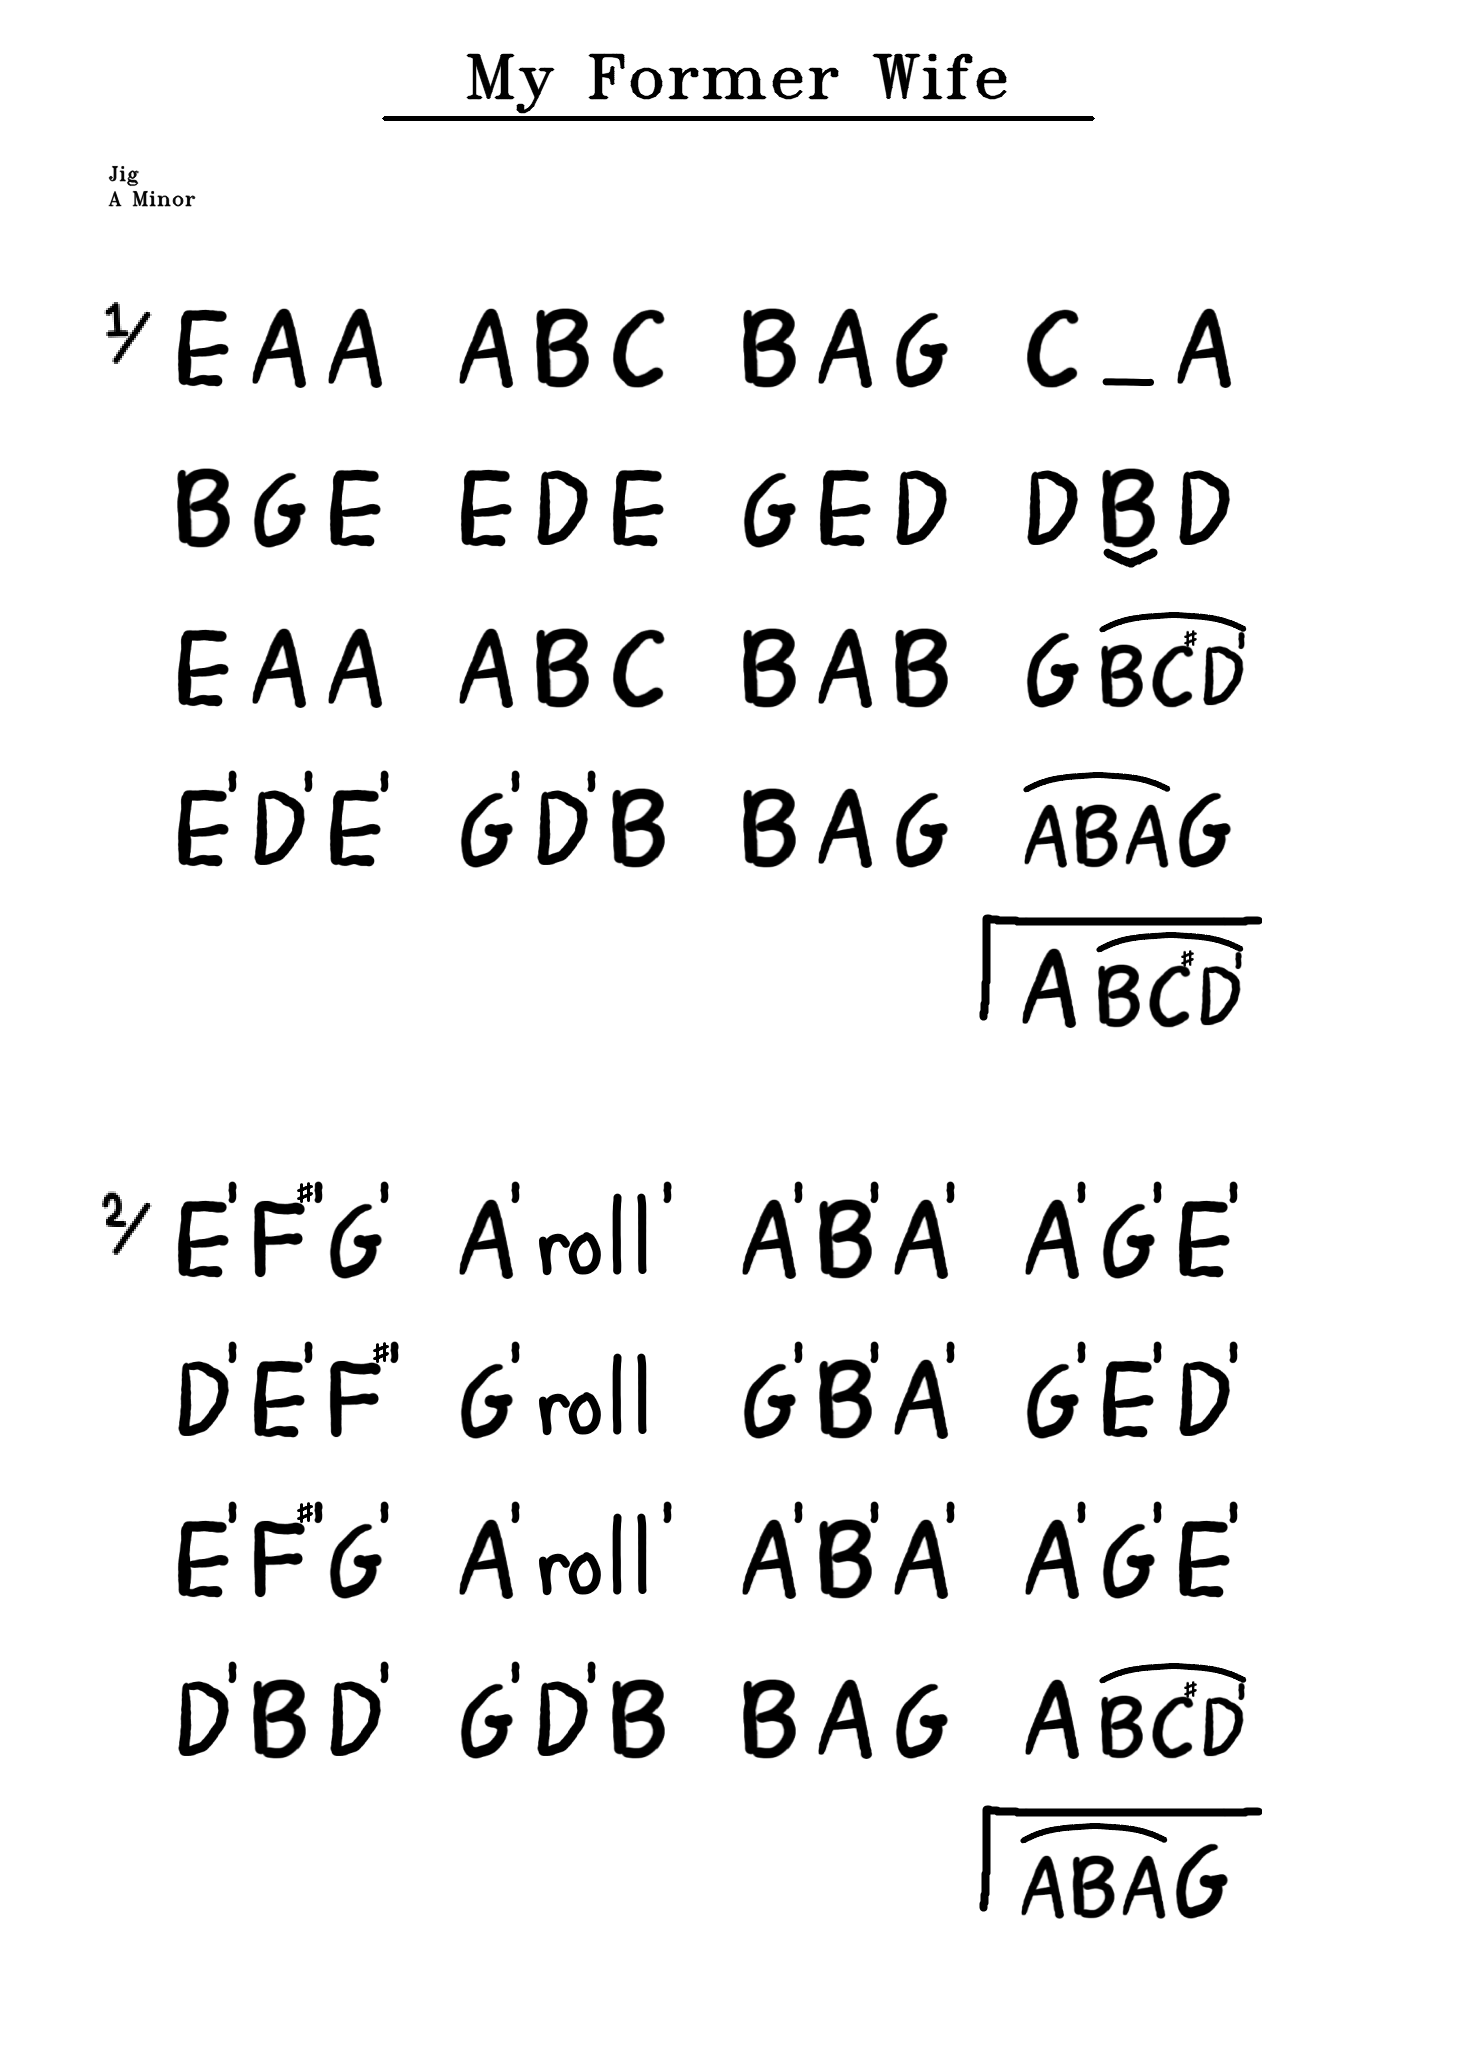 My Former Wife
Jig
A Minor
1/ EAA ABC BAG C_A
BGE EDE GED DBD
EAA ABC BAB GBC♯D'
E'D'E' G'D'B BAG ABAG
ABC♯D'
2/ E'F♯'G' A'roll' A'B'A' A'G'E'
D'E'F♯' G'roll G'B'A' G'E'D'
E'F♯'G' A'roll' A'B'A' A'G'E'
D'BD' G'D'B BAG ABC♯D'
ABAG